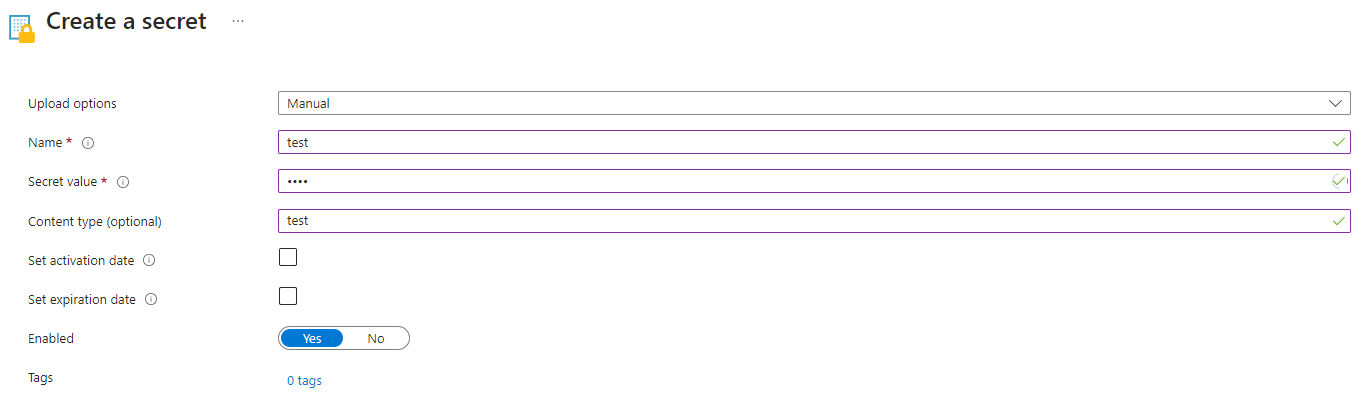 Create a secret ...
Upload options Manual
Name * test
Secret value * ••••
Content type (optional) test
Set activation date
Set expiration date
Enabled Yes No
Tags 0 tags